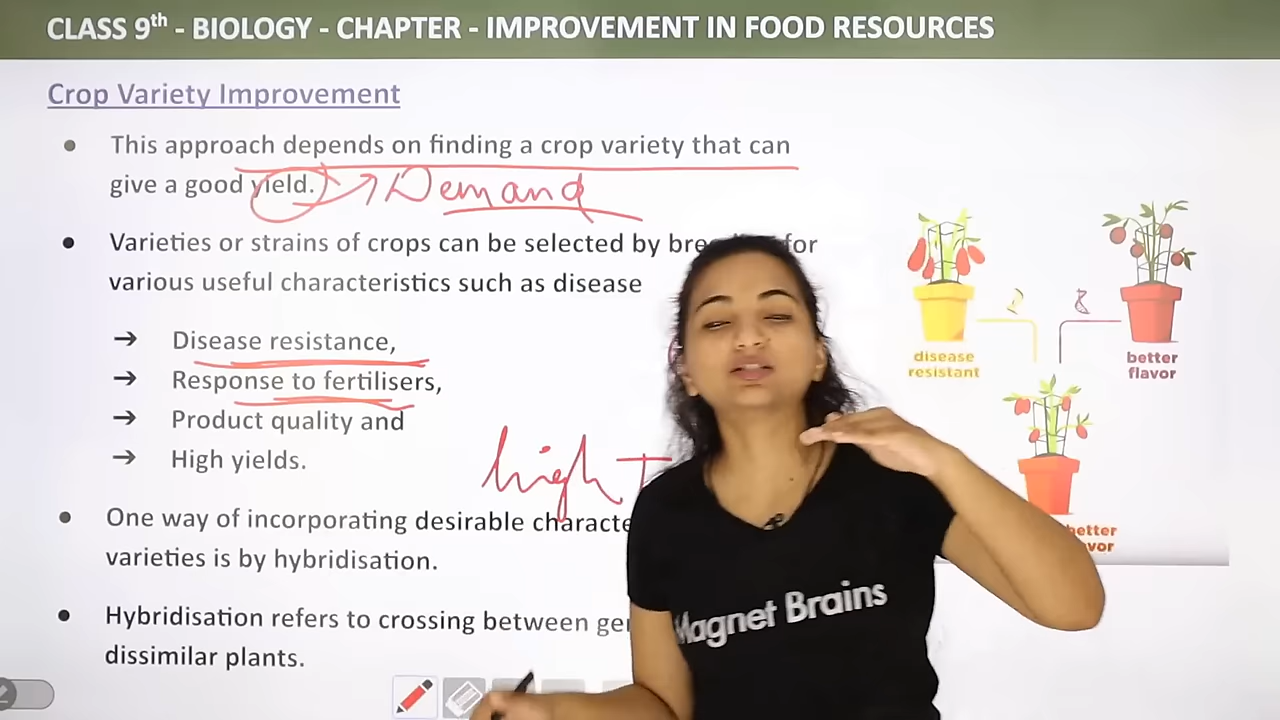 CLASS 9th - BIOLOGY - CHAPTER - IMPROVEMENT IN FOOD RESOURCES
Crop Variety Improvement
• This approach depends on finding a crop variety that can
give a good yield. Demand
• Varieties or strains of crops can be selected by for
various useful characteristics such as disease
➔ Disease resistance,
➔ Response to fertilisers,
➔ Product quality and
➔ High yields.
high
• One way of incorporating desirable
varieties is by hybridisation.
• Hybridisation refers to crossing between
dissimilar plants.
disease
resistant
better
flavor
better
Magnet Brains